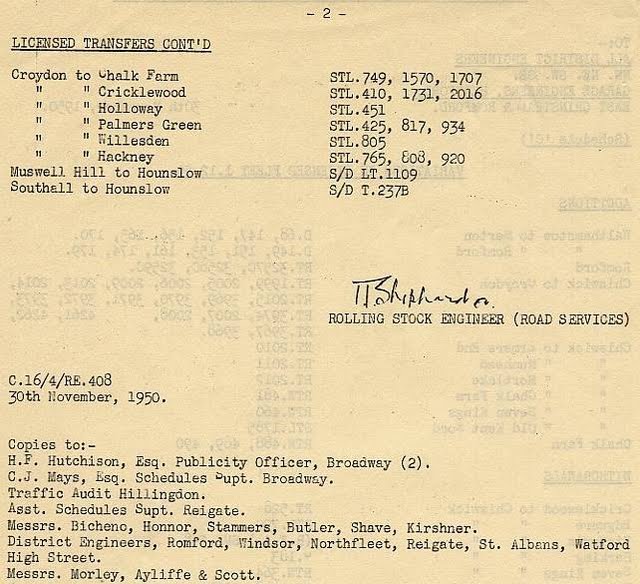 - 2 -
LICENSED TRANSFERS CONT'D
Croydon to Chalk Farm STL.749, 1570, 1707
" " Cricklewood STL.410, 1731, 2016
" " Holloway STL.451
" " Palmers Green STL.425, 817, 934
" " Willesden STL.805
" " Hackney STL.765, 808, 920
Muswell Hill to Hounslow S/D LT.1109
Southall to Hounslow S/D T.237B
ROLLING STOCK ENGINEER (ROAD SERVICES)
C.16/4/RE.408
30th November, 1950.
Copies to:-
H.F. Hutchison, Esq. Publicity Officer, Broadway (2).
C.J. Mays, Esq. Schedules Supt. Broadway.
Traffic Audit Hillingdon.
Asst. Schedules Supt. Reigate.
Messrs. Bicheno, Honnor, Stammers, Butler, Shave, Kirshner.
District Engineers, Romford, Windsor, Northfleet, Reigate, St. Albans, Watford
High Street.
Messrs. Morley, Ayliffe & Scott.